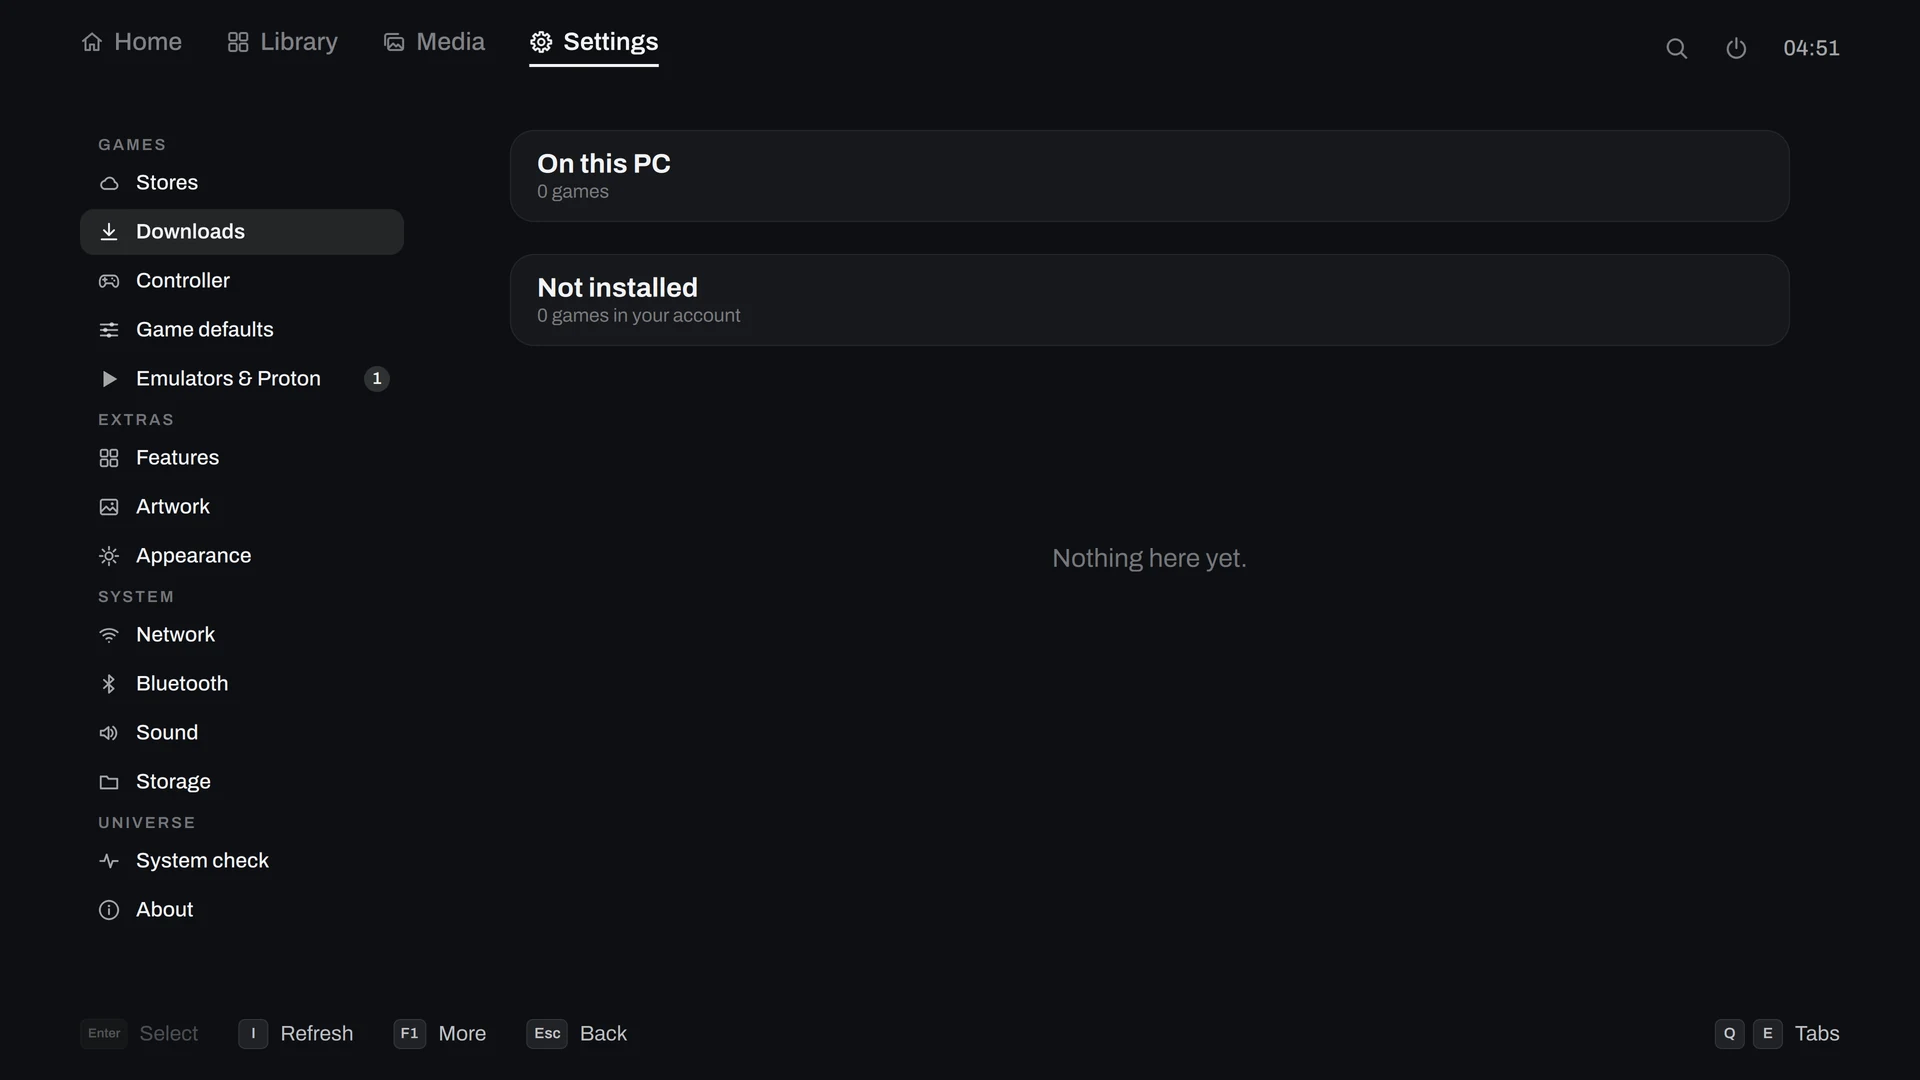 Home
Library
Media
Settings
04:51
GAMES
Stores
Downloads
Controller
Game defaults
Emulators & Proton
1
EXTRAS
Features
Artwork
Appearance
SYSTEM
Network
Bluetooth
Sound
Storage
UNIVERSE
System check
About
On this PC
0 games
Not installed
0 games in your account
Nothing here yet.
Enter Select
I Refresh
F1 More
Esc Back
Q E Tabs